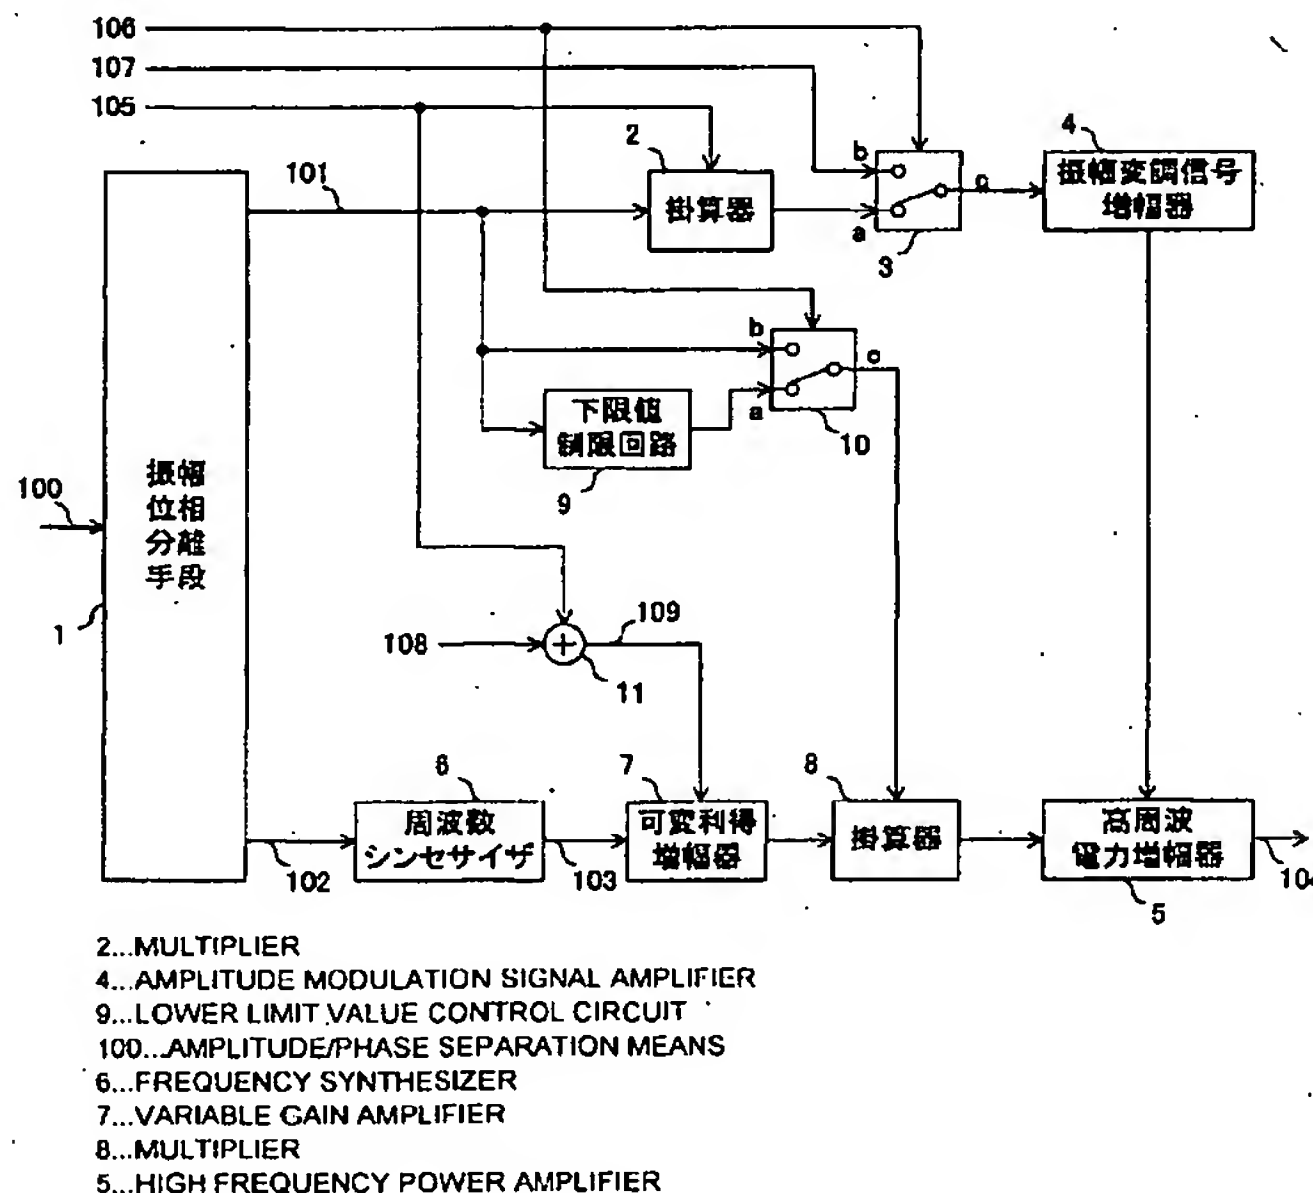 106
107
105
2
4
b
掛算器
a
c
3
振幅変調信号
増幅器
101
b
a
c
10
下限値
制限回路
9
100
振幅
位相
分離
手段
1
108
109
11
6
7
8
周波数
シンセサイザ
可変利得
増幅器
掛算器
高周波
電力増幅器
102
103
5
104
2...MULTIPLIER
4...AMPLITUDE MODULATION SIGNAL AMPLIFIER
9...LOWER LIMIT VALUE CONTROL CIRCUIT
100...AMPLITUDE/PHASE SEPARATION MEANS
6...FREQUENCY SYNTHESIZER
7...VARIABLE GAIN AMPLIFIER
8...MULTIPLIER
5...HIGH FREQUENCY POWER AMPLIFIER